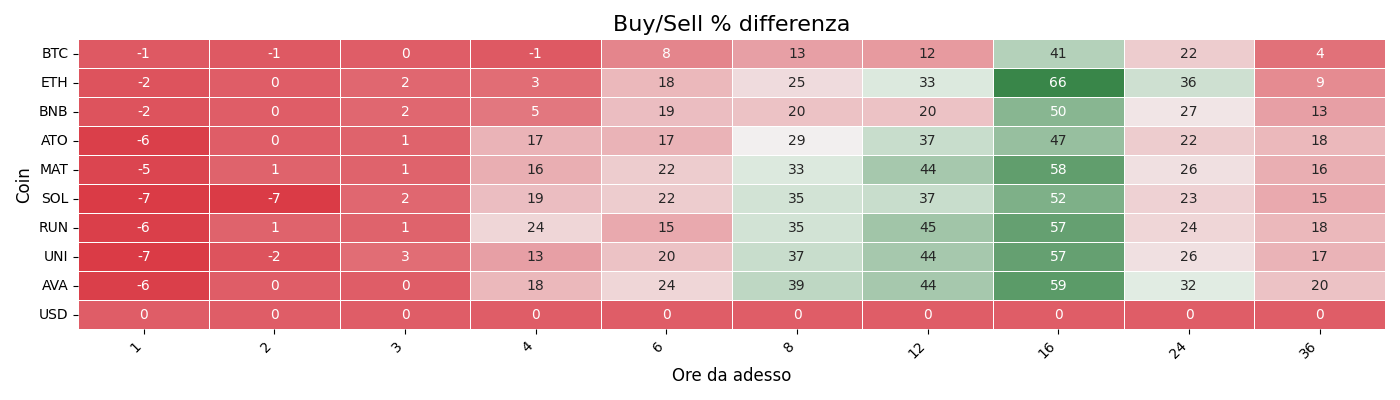 Buy/Sell % differenza
Coin
BTC -1 -1 0 -1 8 13 12 41 22 4
ETH -2 0 2 3 18 25 33 66 36 9
BNB -2 0 2 5 19 20 20 50 27 13
ATO -6 0 1 17 17 29 37 47 22 18
MAT -5 1 1 16 22 33 44 58 26 16
SOL -7 -7 2 19 22 35 37 52 23 15
RUN -6 1 1 24 15 35 45 57 24 18
UNI -7 -2 3 13 20 37 44 57 26 17
AVA -6 0 0 18 24 39 44 59 32 20
USD 0 0 0 0 0 0 0 0 0 0
1 2 3 4 6 8 12 16 24 36
Ore da adesso